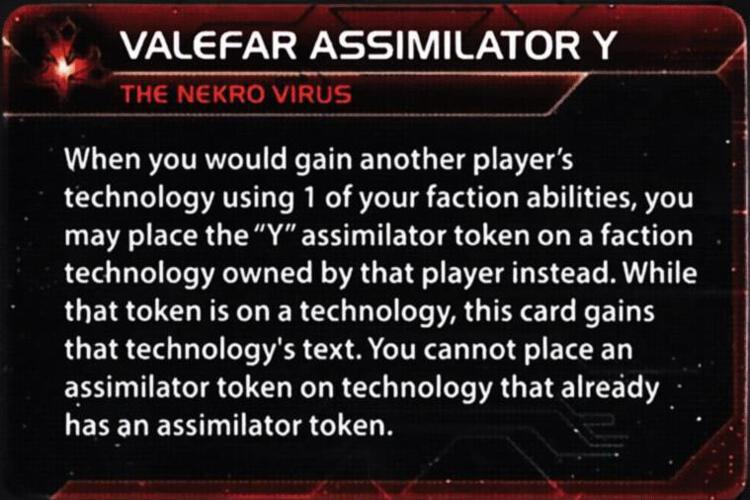 VALEFAR ASSIMILATOR Y
THE NEKRO VIRUS
When you would gain another player’s
technology using 1 of your faction abilities, you
may place the “Y” assimilator token on a faction
technology owned by that player instead. While
that token is on a technology, this card gains
that technology's text. You cannot place an
assimilator token on technology that already
has an assimilator token.